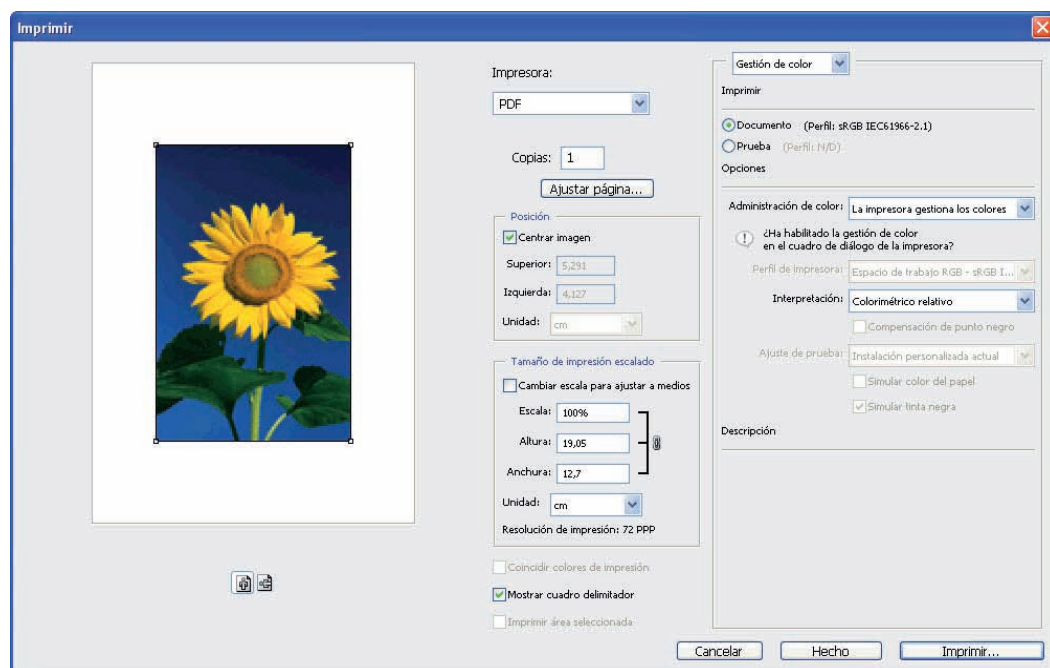 Imprimir
Impresora:
PDF
Copias: 1
Ajustar página...
Posición
Centrar imagen
Superior: 5,291
Izquierda: 4,127
Unidad: cm
Tamaño de impresión escalado
Cambiar escala para ajustar a medios
Escala: 100%
Altura: 19,05
Anchura: 12,7
Unidad: cm
Resolución de impresión: 72 PPP
Coincidir colores de impresión
Mostrar cuadro delimitador
Imprimir área seleccionada
Gestión de color
Imprimir
Documento (Perfil: sRGB IEC61966-2.1)
Prueba (Perfil: N/D)
Opciones
Administración de color: La impresora gestiona los colores
¿Ha habilitado la gestión de color
en el cuadro de diálogo de la impresora?
Perfil de impresora: Espacio de trabajo RGB - sRGB I...
Interpretación: Colorimétrico relativo
Compensación de punto negro
Ajuste de prueba: Instalación personalizada actual
Simular color del papel
Simular tinta negra
Descripción
Cancelar Hecho Imprimir...